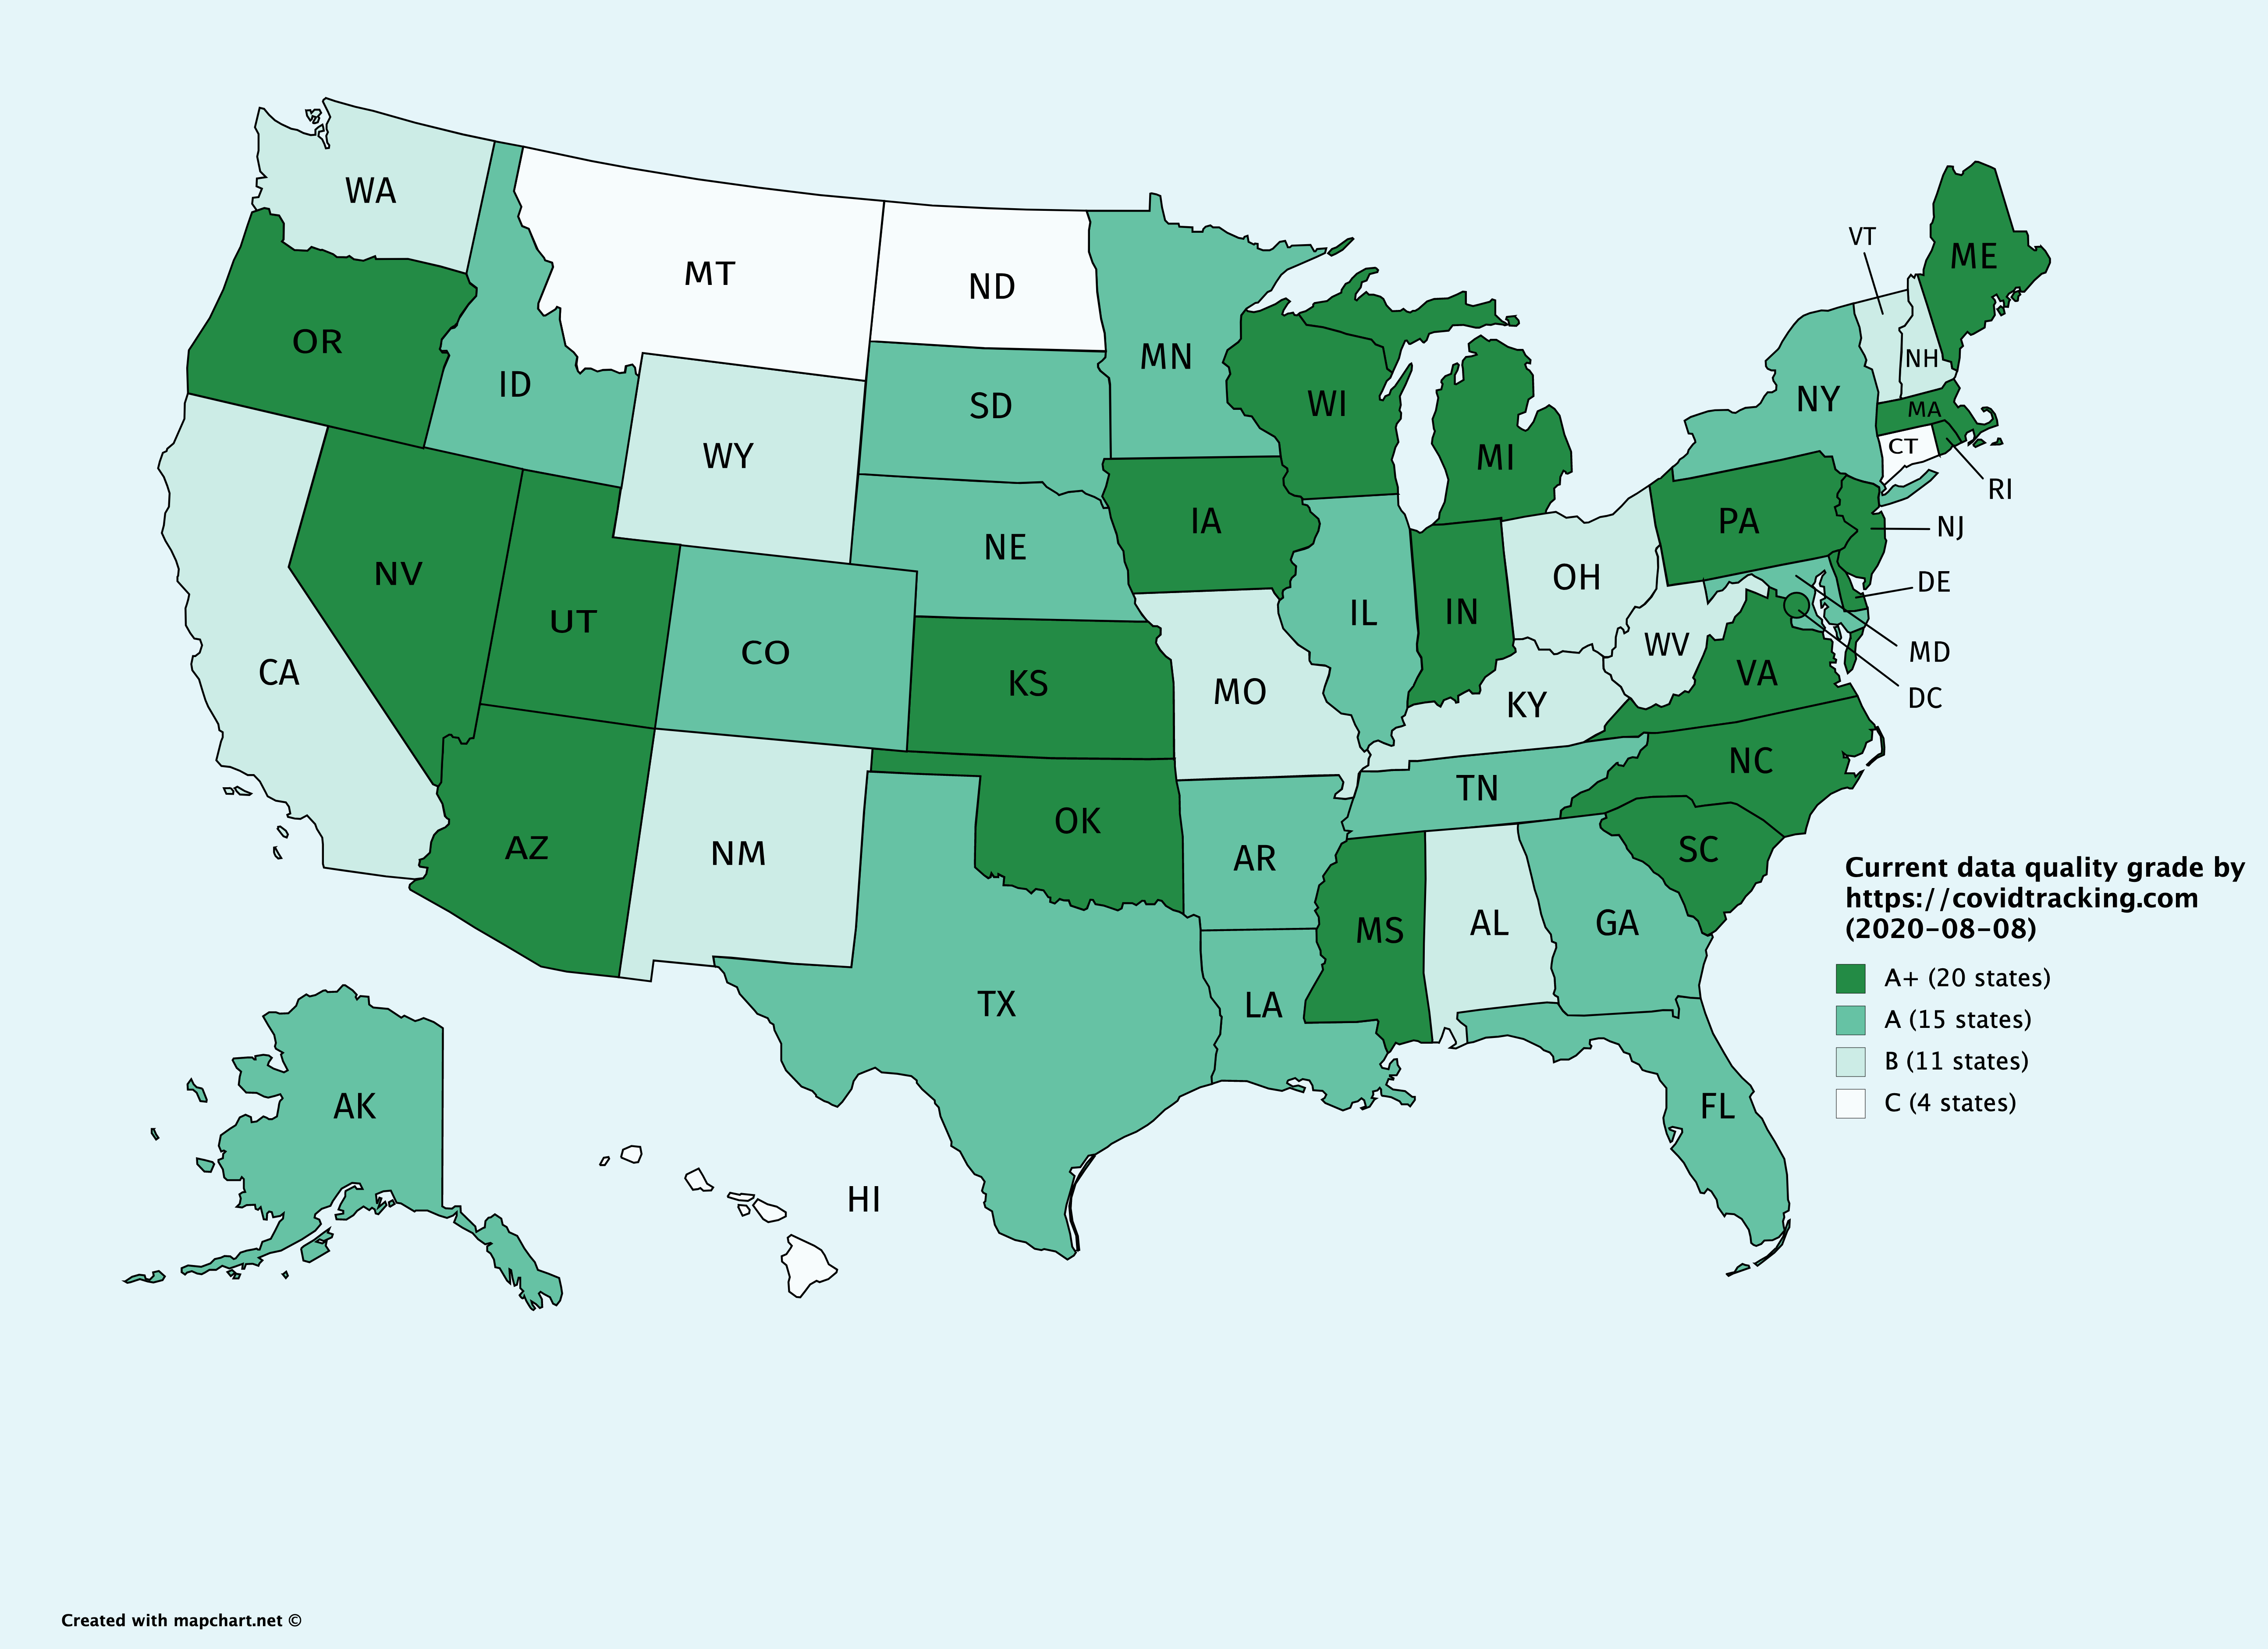 WA
MT
ND
OR
ID
MN
WI
MI
VT
ME
NH
NY
MA
CT
RI
SD
WY
IA
PA
NJ
NE
OH
DE
NV
UT
IL
IN
CA
CO
KS
MO
WV
MD
VA
KY
DC
NC
TN
OK
AZ
NM
AR
SC
MS
AL
GA
TX
LA
AK
HI
FL
Current data quality grade by
https://covidtracking.com
(2020-08-08)
A+ (20 states)
A (15 states)
B (11 states)
C (4 states)
Created with mapchart.net ©